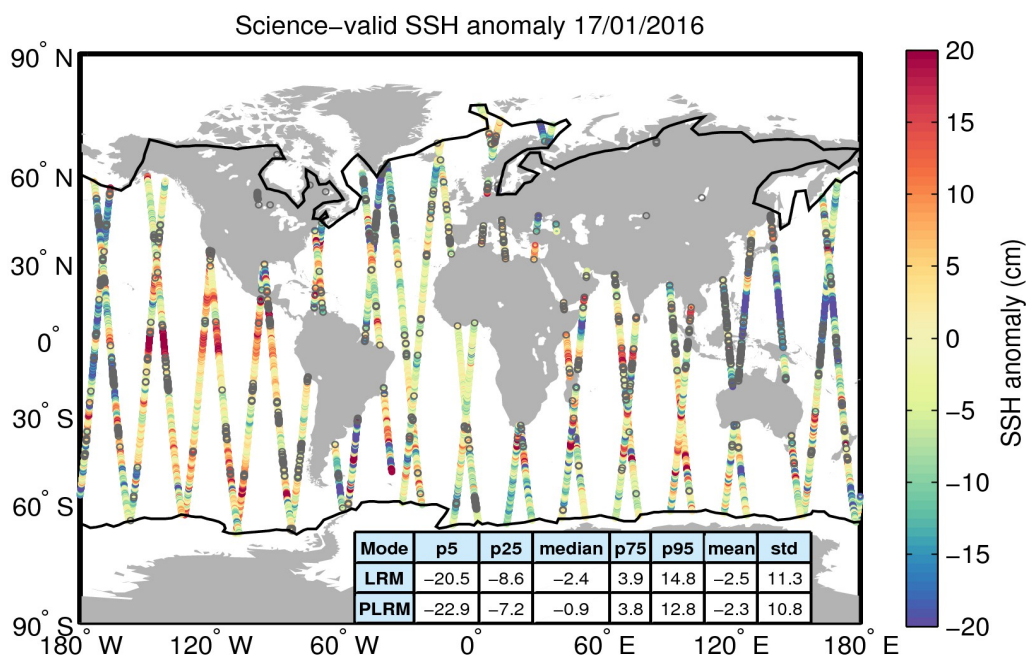 Science−valid SSH anomaly 17/01/2016
90° N
60° N
30° N
0°
30° S
60° S
90° S
180° W
120° W
60° W
0°
60° E
120° E
180° E
Mode p5 p25 median p75 p95 mean std
LRM −20.5 −8.6 −2.4 3.9 14.8 −2.5 11.3
PLRM −22.9 −7.2 −0.9 3.8 12.8 −2.3 10.8
20
15
10
5
0
−5
−10
−15
−20
SSH anomaly (cm)